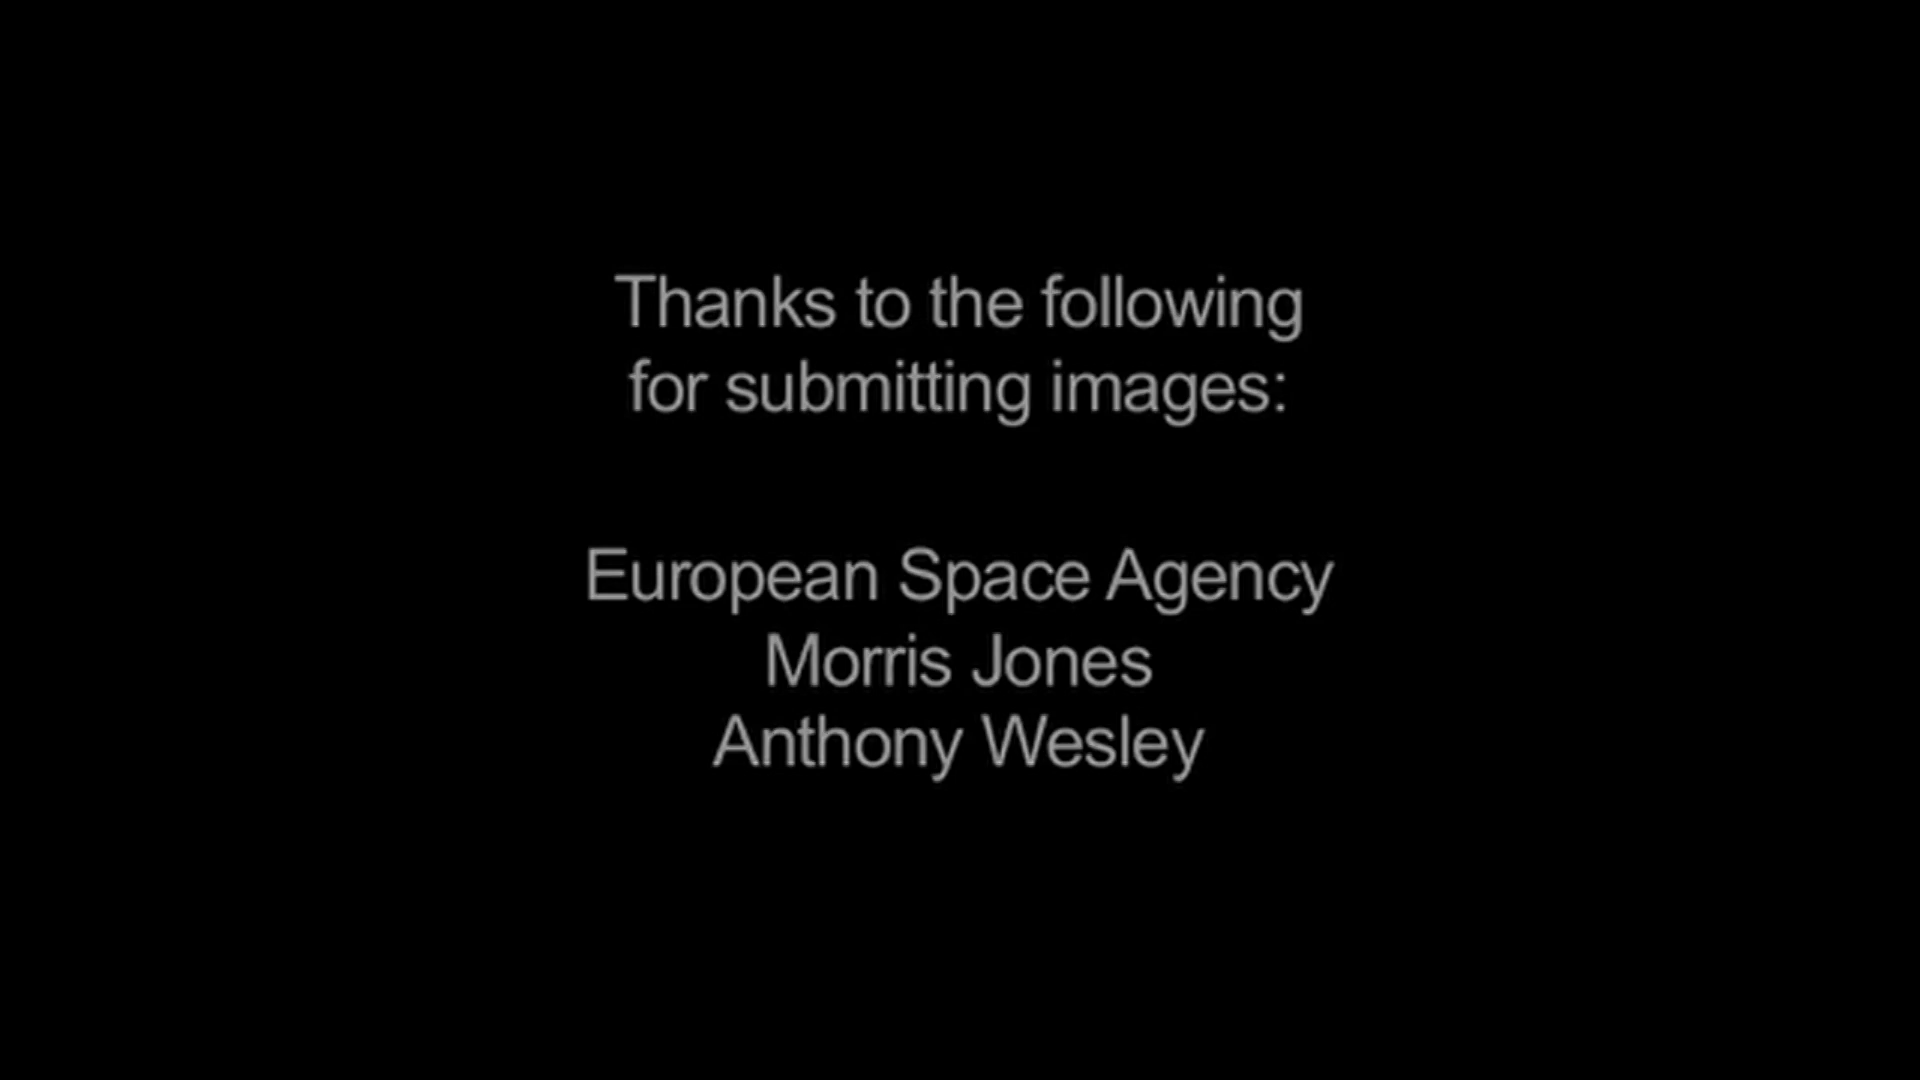 Thanks to the following
for submitting images:
European Space Agency
Morris Jones
Anthony Wesley